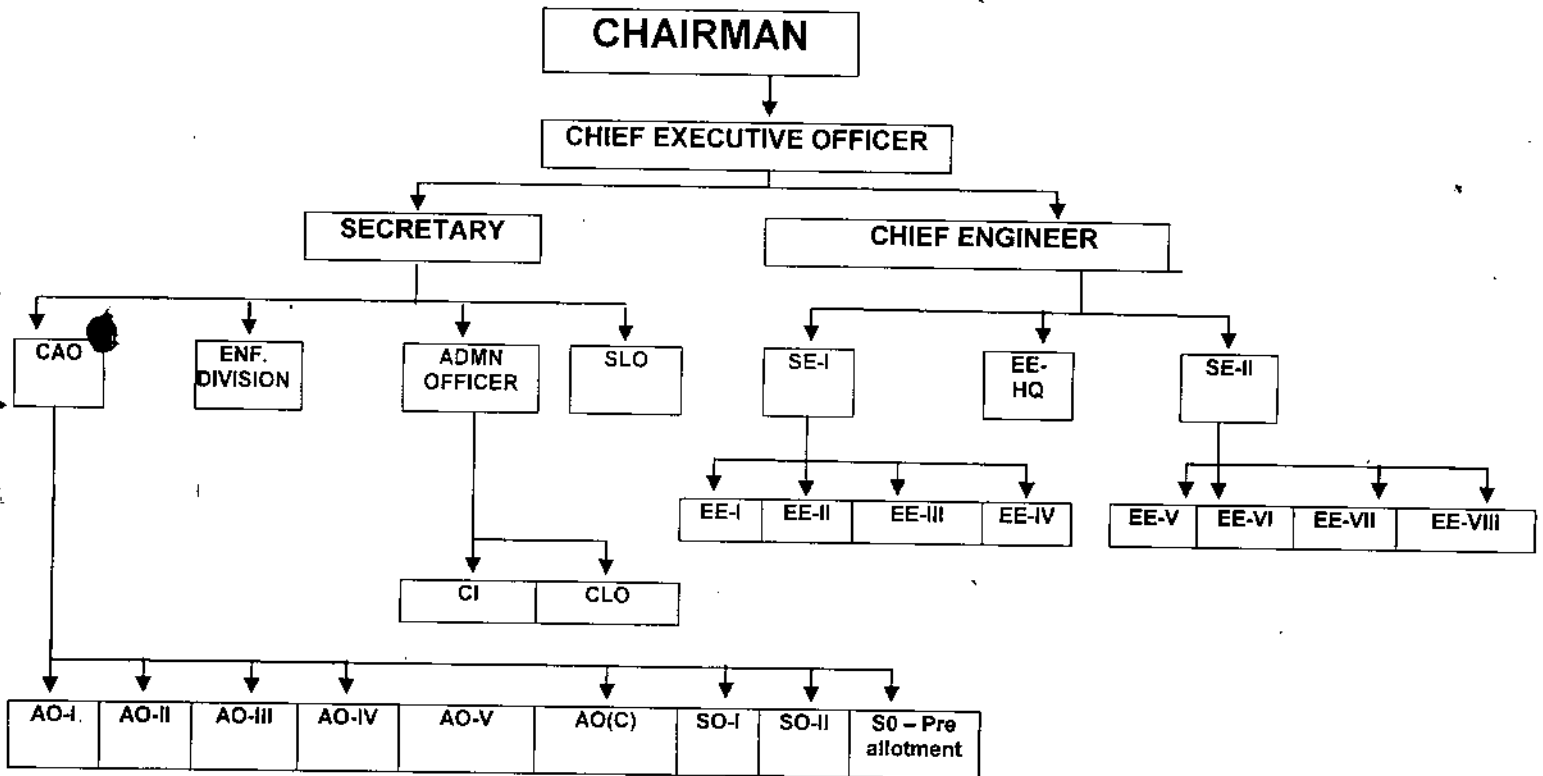 CHAIRMAN
CHIEF EXECUTIVE OFFICER
SECRETARY
CHIEF ENGINEER
CAO
ENF.
DIVISION
ADMN
OFFICER
SLO
SE-I
EE-
HQ
SE-II
EE-I
EE-II
EE-III
EE-IV
EE-V
EE-VI
EE-VII
EE-VIII
CI
CLO
AO-I.
AO-II
AO-III
AO-IV
AO-V
AO(C)
SO-I
SO-II
S0 – Pre
allotment